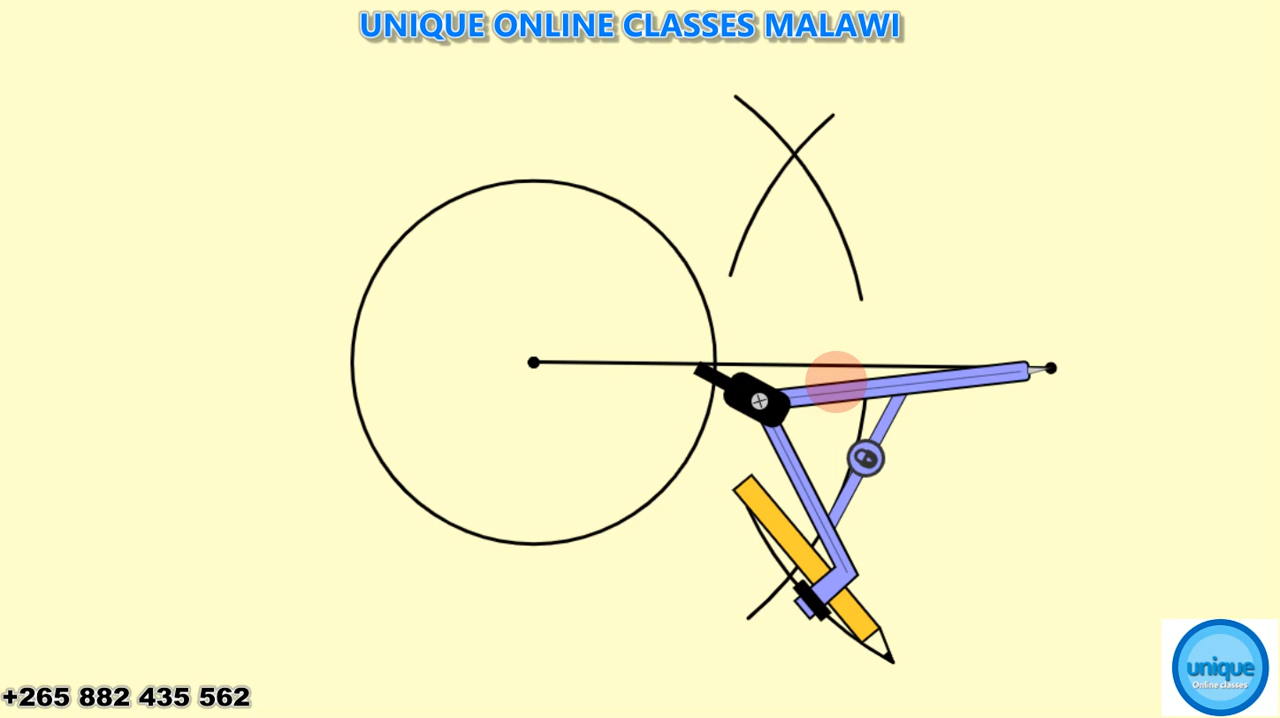 UNIQUE ONLINE CLASSES MALAWI
+265 882 435 562
unique
Online classes